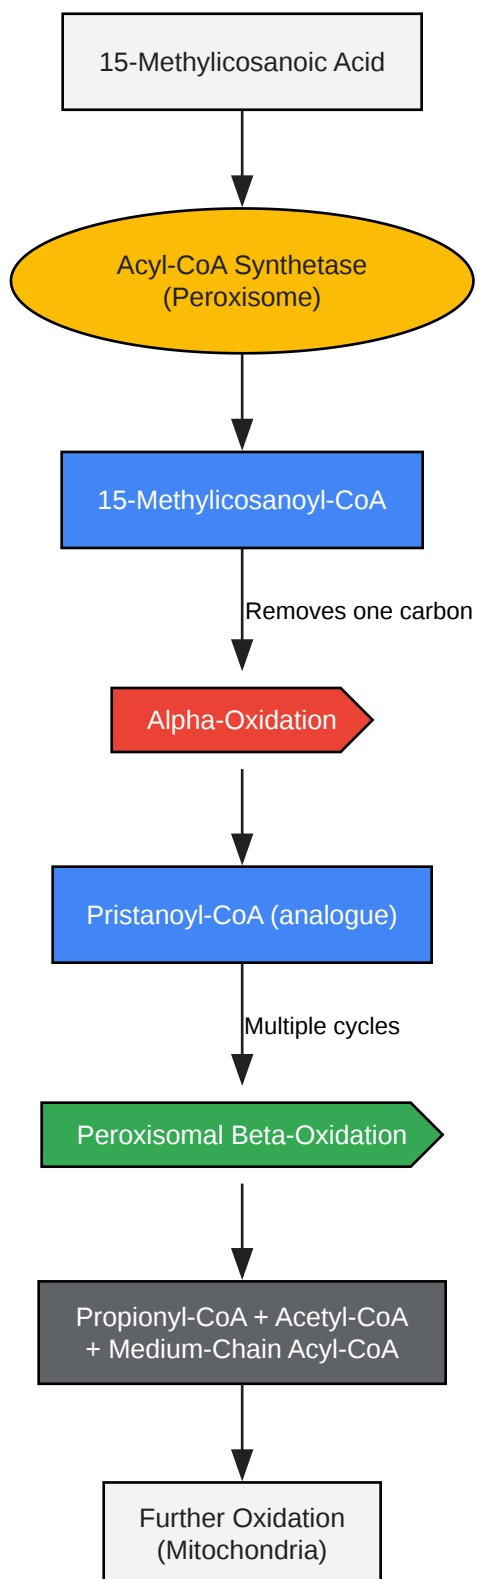 15-Methylicosanoic Acid
Acyl-CoA Synthetase
(Peroxisome)
15-Methylicosanoyl-CoA
Removes one carbon
Alpha-Oxidation
Pristanoyl-CoA (analogue)
Multiple cycles
Peroxisomal Beta-Oxidation
Propionyl-CoA + Acetyl-CoA
+ Medium-Chain Acyl-CoA
Further Oxidation
(Mitochondria)